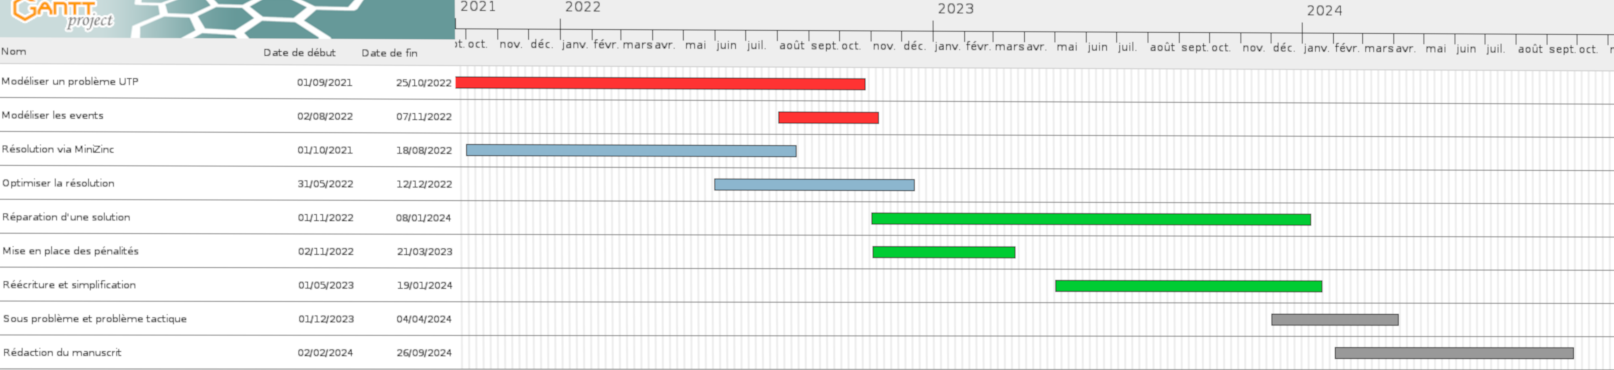 GANTT
project
2021 2022 2023 2024
oct. nov. déc. janv. févr. mars avr. mai juin juil. août sept. oct. nov. déc. janv. févr. mars avr. mai juin juil. août sept. oct. nov. déc. janv. févr. mars avr. mai juin juil. août sept. oct.
Nom Date de début Date de fin
Modéliser un problème UTP 01/09/2021 25/10/2022
Modéliser les events 02/08/2022 07/11/2022
Résolution via MiniZinc 01/10/2021 18/08/2022
Optimiser la résolution 31/05/2022 12/12/2022
Réparation d'une solution 01/11/2022 08/01/2024
Mise en place des pénalités 02/11/2022 21/03/2023
Réécriture et simplification 01/05/2023 19/01/2024
Sous problème et problème tactique 01/12/2023 04/04/2024
Rédaction du manuscrit 02/02/2024 26/09/2024